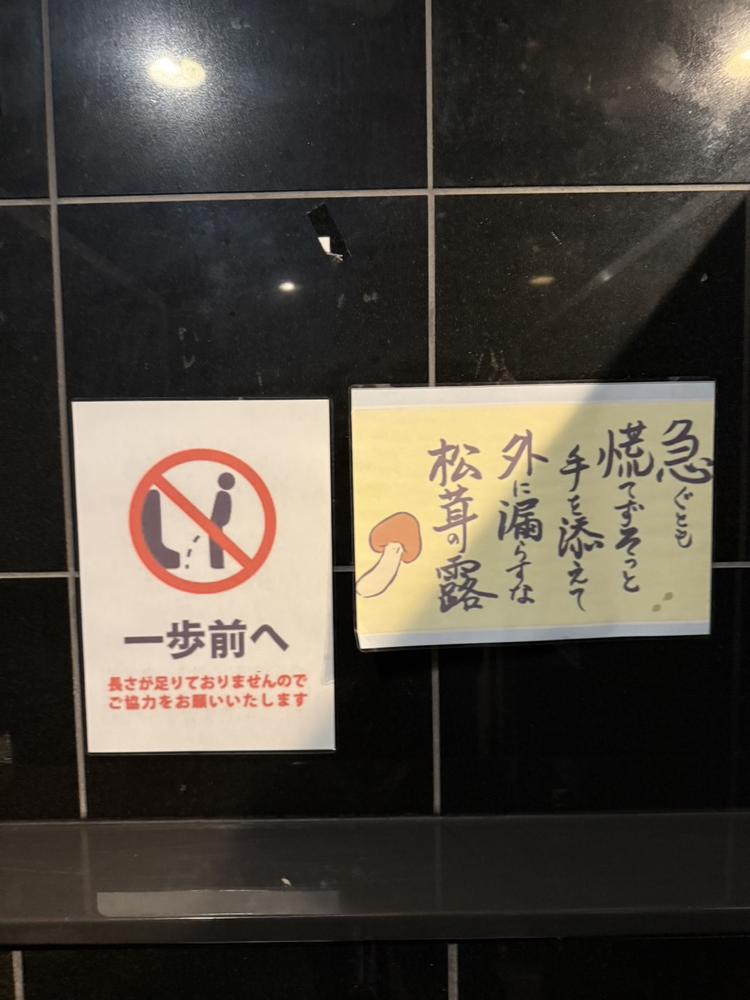 一歩前へ
長さが足りておりませんので
ご協力をお願いいたします
急ぐとも
慌てずそっと
手を添えて
外に漏らすな
松茸の露